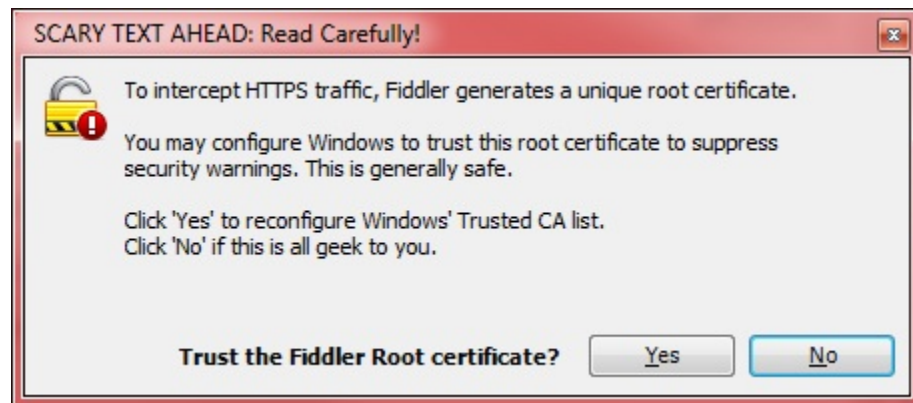 SCARY TEXT AHEAD: Read Carefully!
To intercept HTTPS traffic, Fiddler generates a unique root certificate.
You may configure Windows to trust this root certificate to suppress
security warnings. This is generally safe.
Click 'Yes' to reconfigure Windows' Trusted CA list.
Click 'No' if this is all geek to you.
Trust the Fiddler Root certificate? Yes No